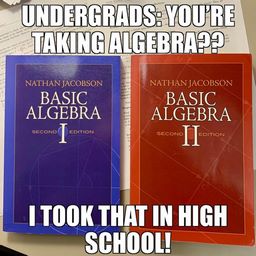 UNDERGRADS: YOU'RE
TAKING ALGEBRA??
NATHAN JACOBSON
BASIC
ALGEBRA
SECOND I EDITION
NATHAN JACOBSON
BASIC
ALGEBRA
SECOND II EDITION
I TOOK THAT IN HIGH
SCHOOL!